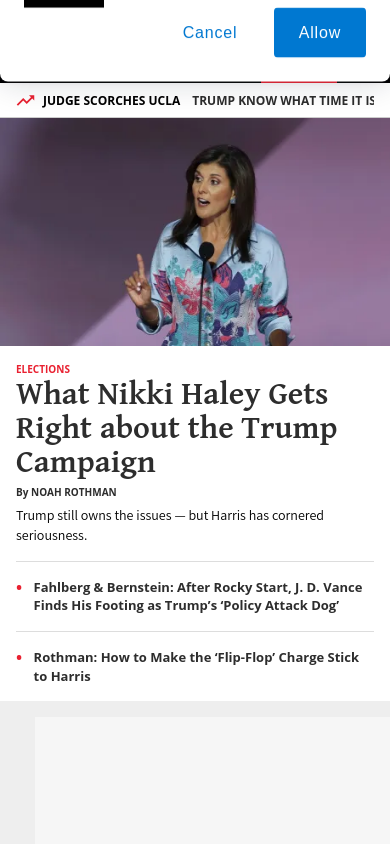 Cancel
Allow
JUDGE SCORCHES UCLA TRUMP KNOW WHAT TIME IT IS
ELECTIONS
What Nikki Haley Gets
Right about the Trump
Campaign
By NOAH ROTHMAN
Trump still owns the issues — but Harris has cornered
seriousness.
Fahlberg & Bernstein: After Rocky Start, J. D. Vance
Finds His Footing as Trump’s ‘Policy Attack Dog’
Rothman: How to Make the ‘Flip-Flop’ Charge Stick
to Harris